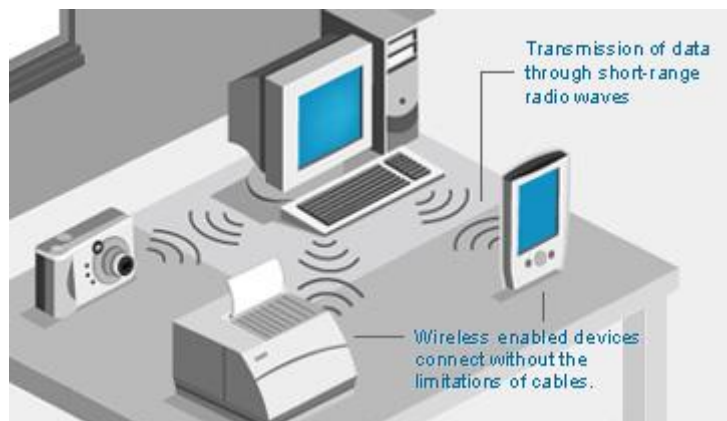 Transmission of data
through short-range
radio waves
Wireless enabled devices
connect without the
limitations of cables.